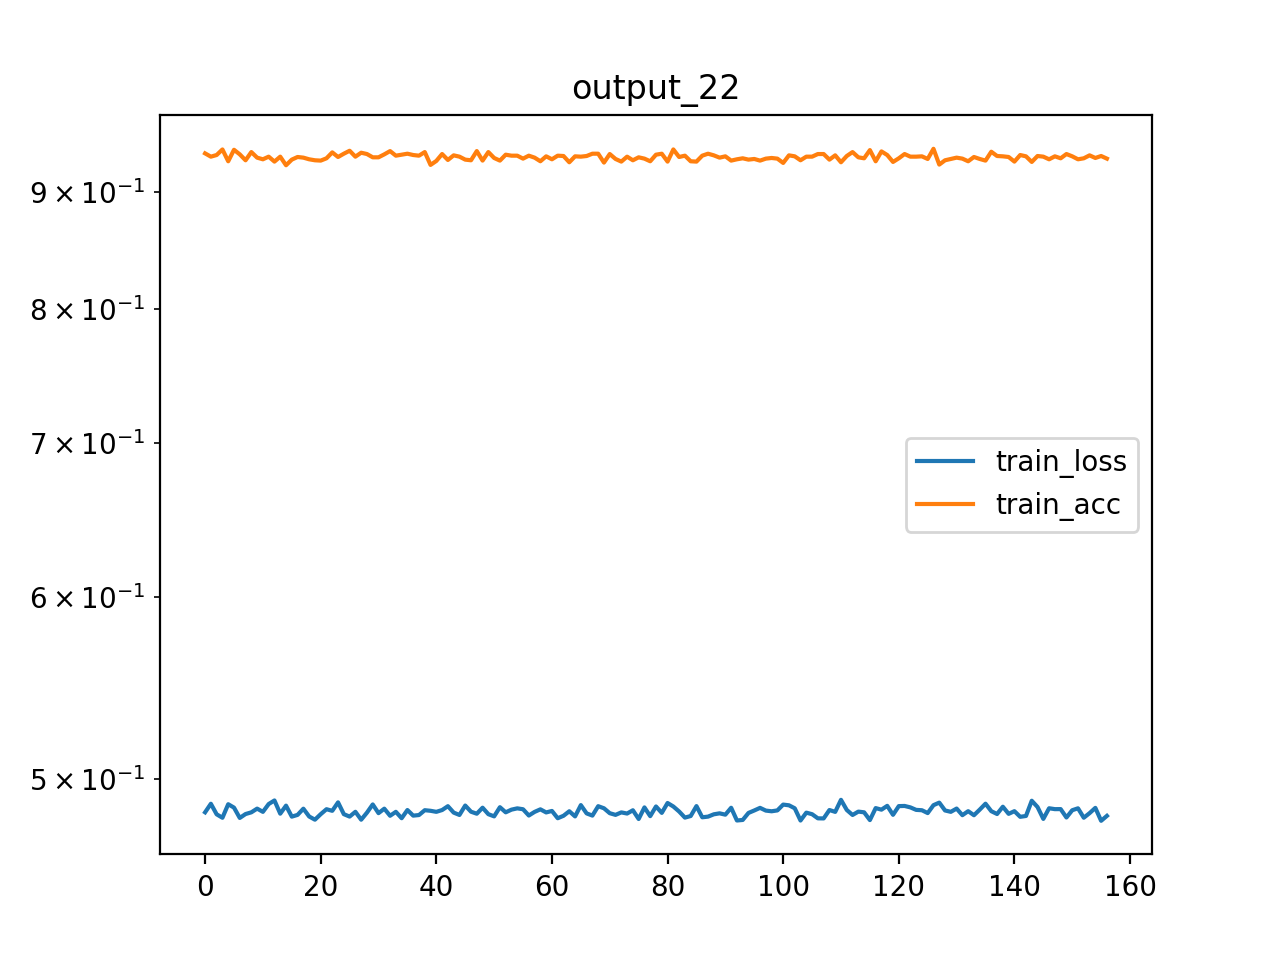 output_22
9 × 10⁻¹
8 × 10⁻¹
7 × 10⁻¹
6 × 10⁻¹
5 × 10⁻¹
train_loss
train_acc
0 20 40 60 80 100 120 140 160